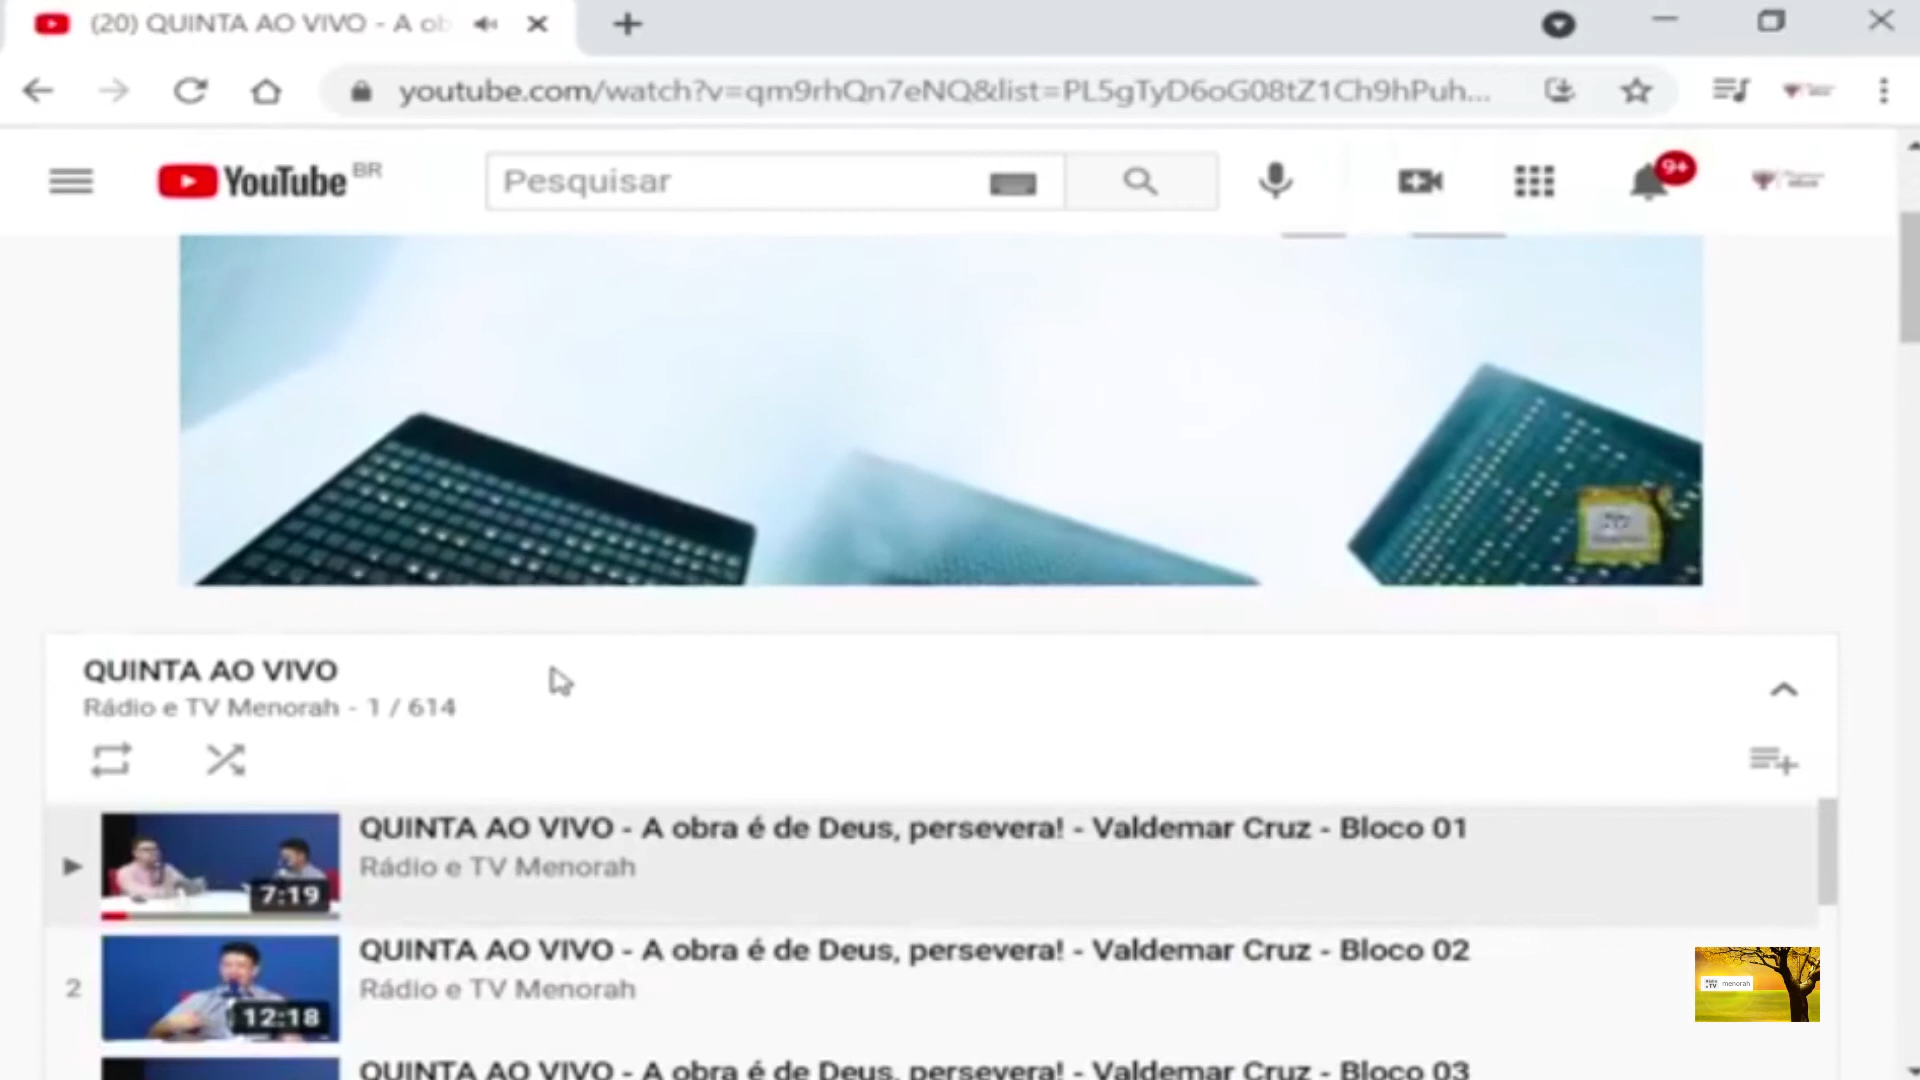 (20) QUINTA AO VIVO - A ob
youtube.com/watch?v=qm9rhQn7eNQ&list=PL5gTyD6oG08tZ1Ch9hPuh...
YouTube BR
Pesquisar
9+
QUINTA AO VIVO
Rádio e TV Menorah - 1 / 614
QUINTA AO VIVO - A obra é de Deus, persevera! - Valdemar Cruz - Bloco 01
Rádio e TV Menorah
7:19
QUINTA AO VIVO - A obra é de Deus, persevera! - Valdemar Cruz - Bloco 02
2
Rádio e TV Menorah
12:18
TV menorah
QUINTA AO VIVO - A obra é de Deus, persevera! - Valdemar Cruz - Bloco 03